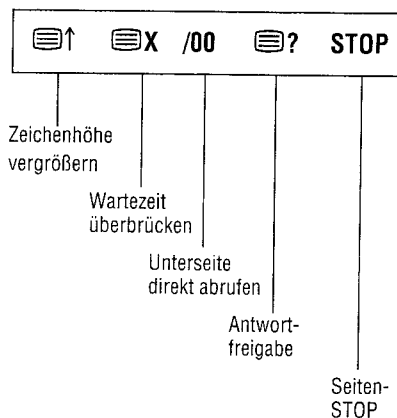 ↑ X /00 ? STOP
Zeichenhöhe
vergrößern
Wartezeit
überbrücken
Unterseite
direkt abrufen
Antwort-
freigabe
Seiten-
STOP